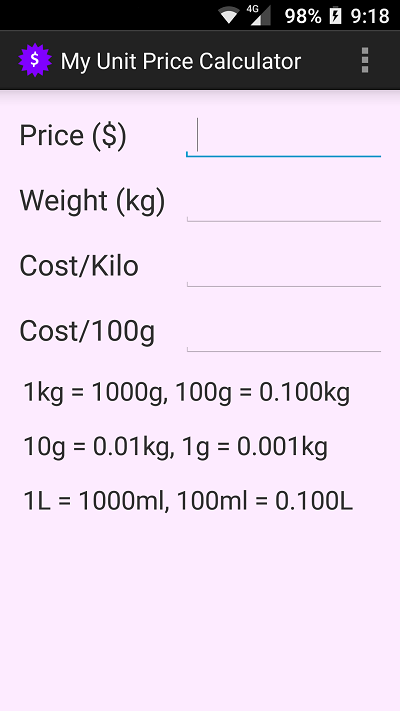 4G 98% 9:18
$ My Unit Price Calculator
Price ($)
Weight (kg)
Cost/Kilo
Cost/100g
1kg = 1000g, 100g = 0.100kg
10g = 0.01kg, 1g = 0.001kg
1L = 1000ml, 100ml = 0.100L